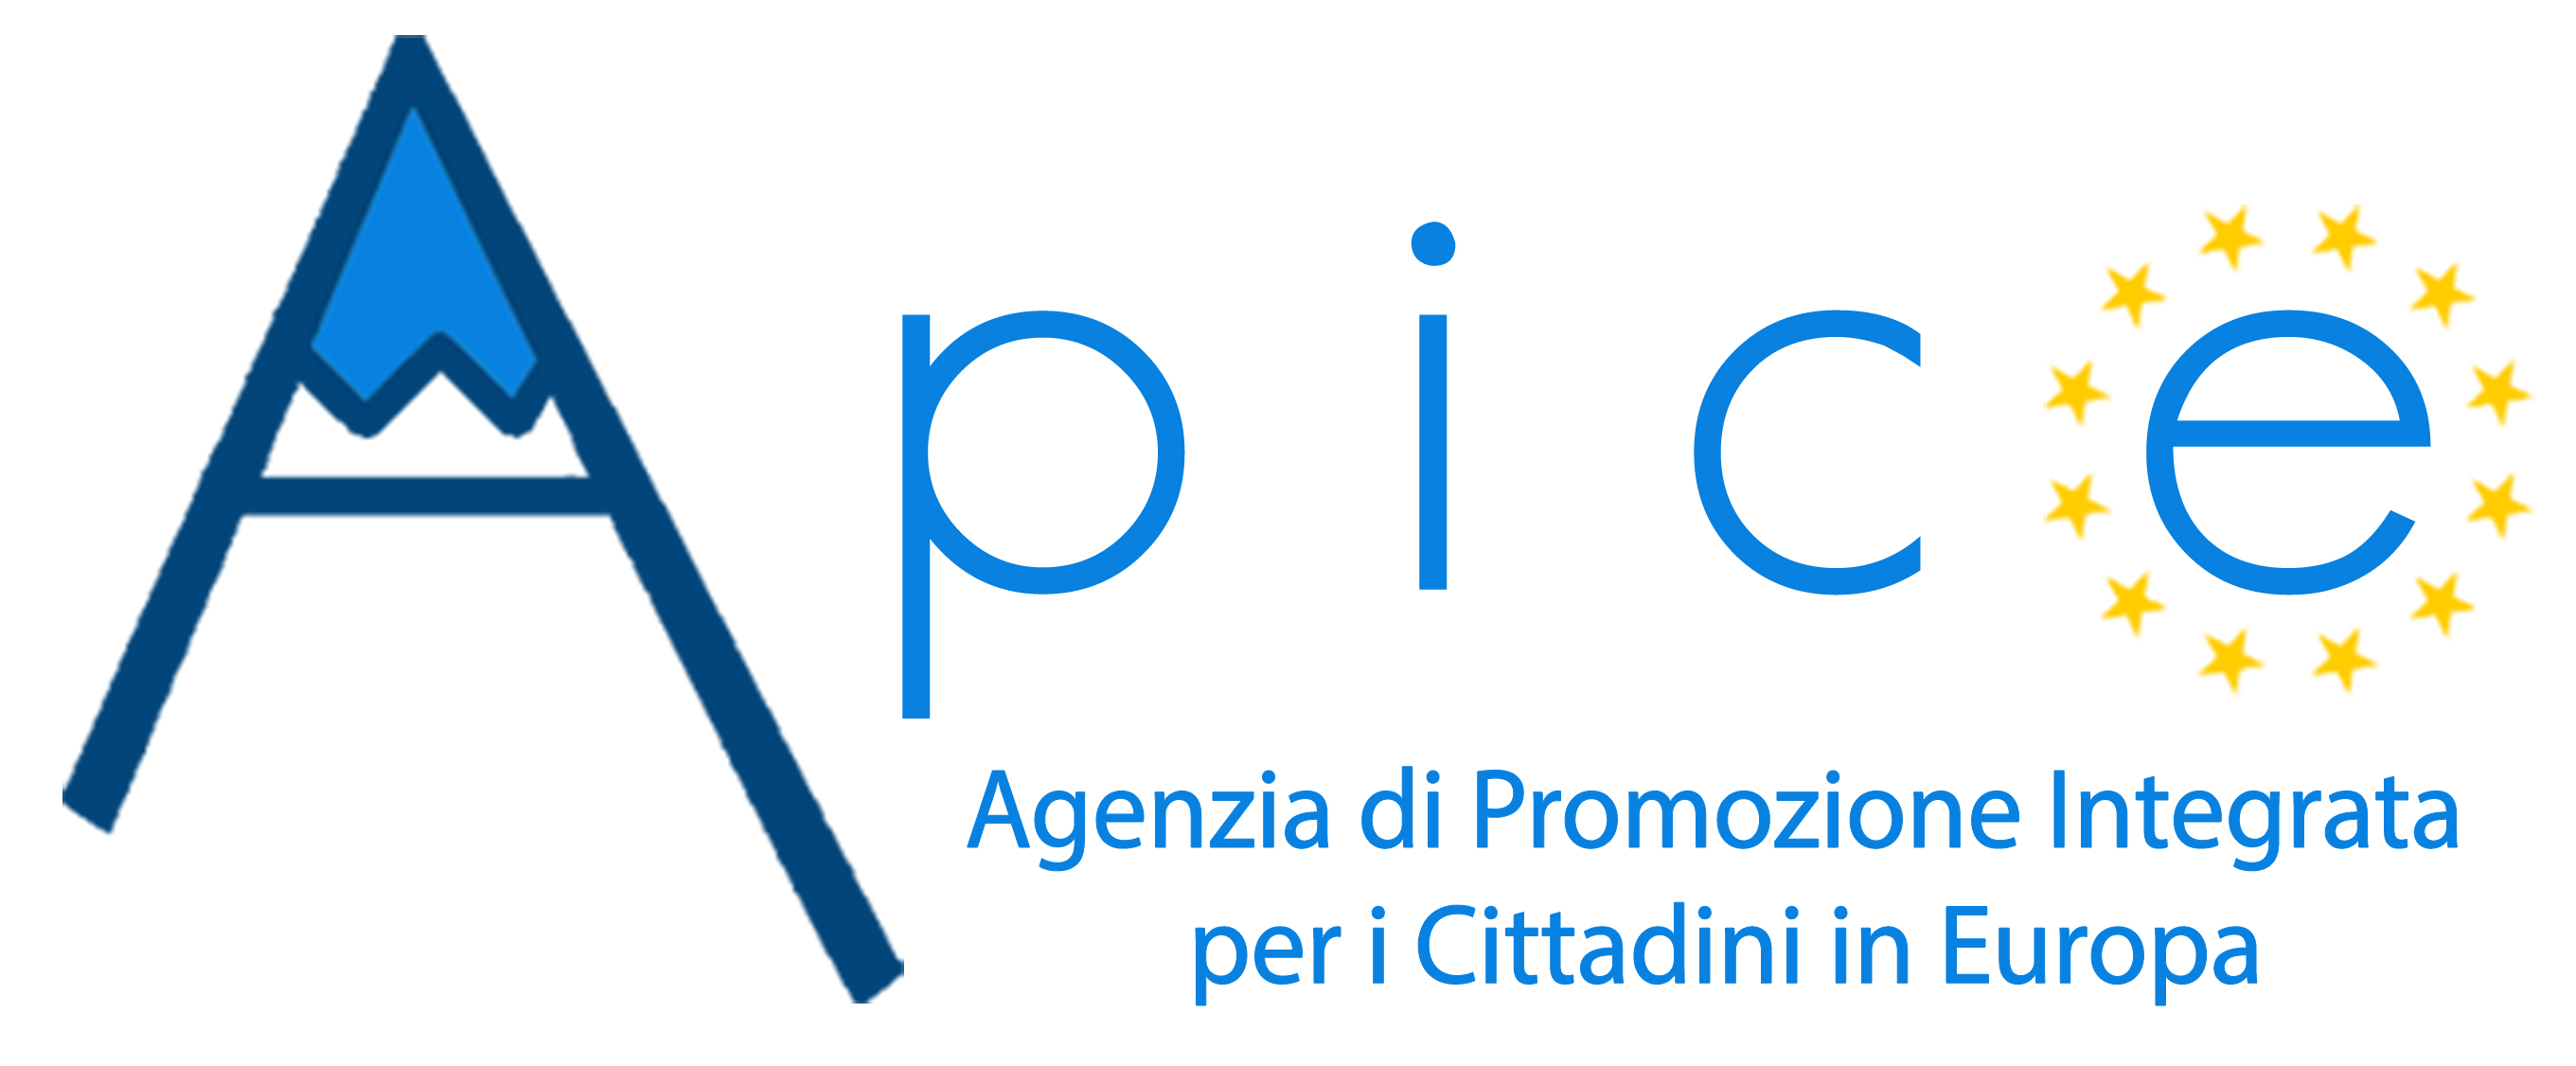 Apice
Agenzia di Promozione Integrata
per i Cittadini in Europa